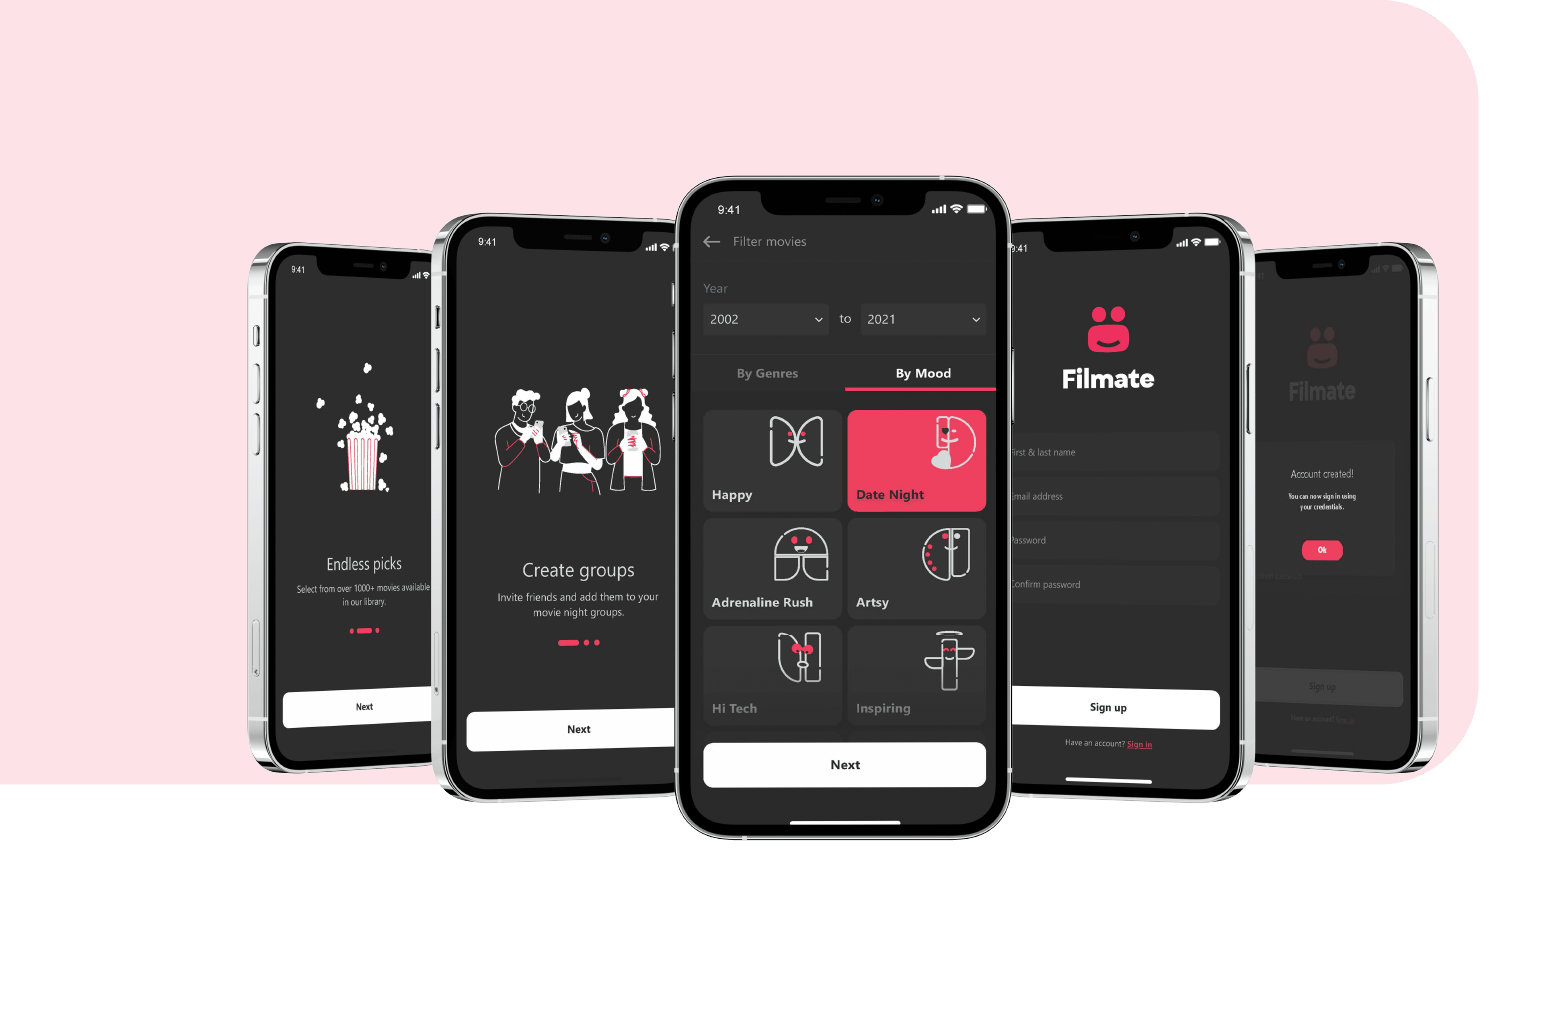 9:41
Endless picks
Select from over 1000+ movies available
in our library.
Next
9:41
Create groups
Invite friends and add them to your
movie night groups.
Next
9:41
Filter movies
Year
2002
to
2021
By Genres
By Mood
Happy
Date Night
Adrenaline Rush
Artsy
Hi Tech
Inspiring
Next
9:41
Filmate
First & last name
Email address
Password
Confirm password
Sign up
Have an account? Sign in
Filmate
Account created!
You can now sign in using
your credentials.
Ok
Sign up